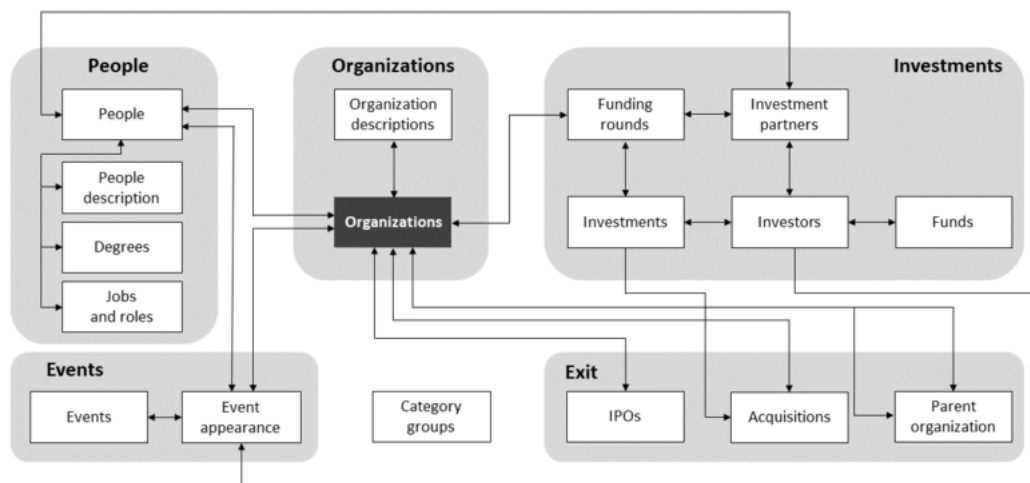 People
Organizations
Investments
People
Organization
descriptions
Funding
rounds
Investment
partners
People
description
Organizations
Investments
Investors
Funds
Degrees
Jobs
and roles
Events
Exit
Events
Event
appearance
Category
groups
IPOs
Acquisitions
Parent
organization